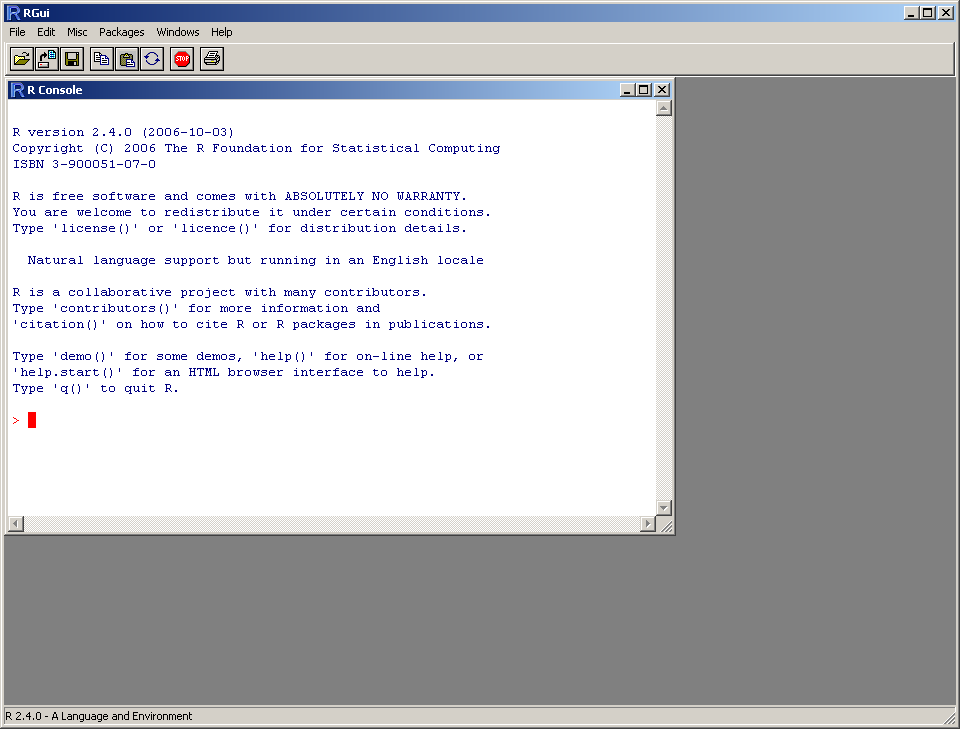 RGui
File Edit Misc Packages Windows Help
STOP
R Console
R version 2.4.0 (2006-10-03)
Copyright (C) 2006 The R Foundation for Statistical Computing
ISBN 3-900051-07-0
R is free software and comes with ABSOLUTELY NO WARRANTY.
You are welcome to redistribute it under certain conditions.
Type 'license()' or 'licence()' for distribution details.
Natural language support but running in an English locale
R is a collaborative project with many contributors.
Type 'contributors()' for more information and
'citation()' on how to cite R or R packages in publications.
Type 'demo()' for some demos, 'help()' for on-line help, or
'help.start()' for an HTML browser interface to help.
Type 'q()' to quit R.
>
R 2.4.0 - A Language and Environment